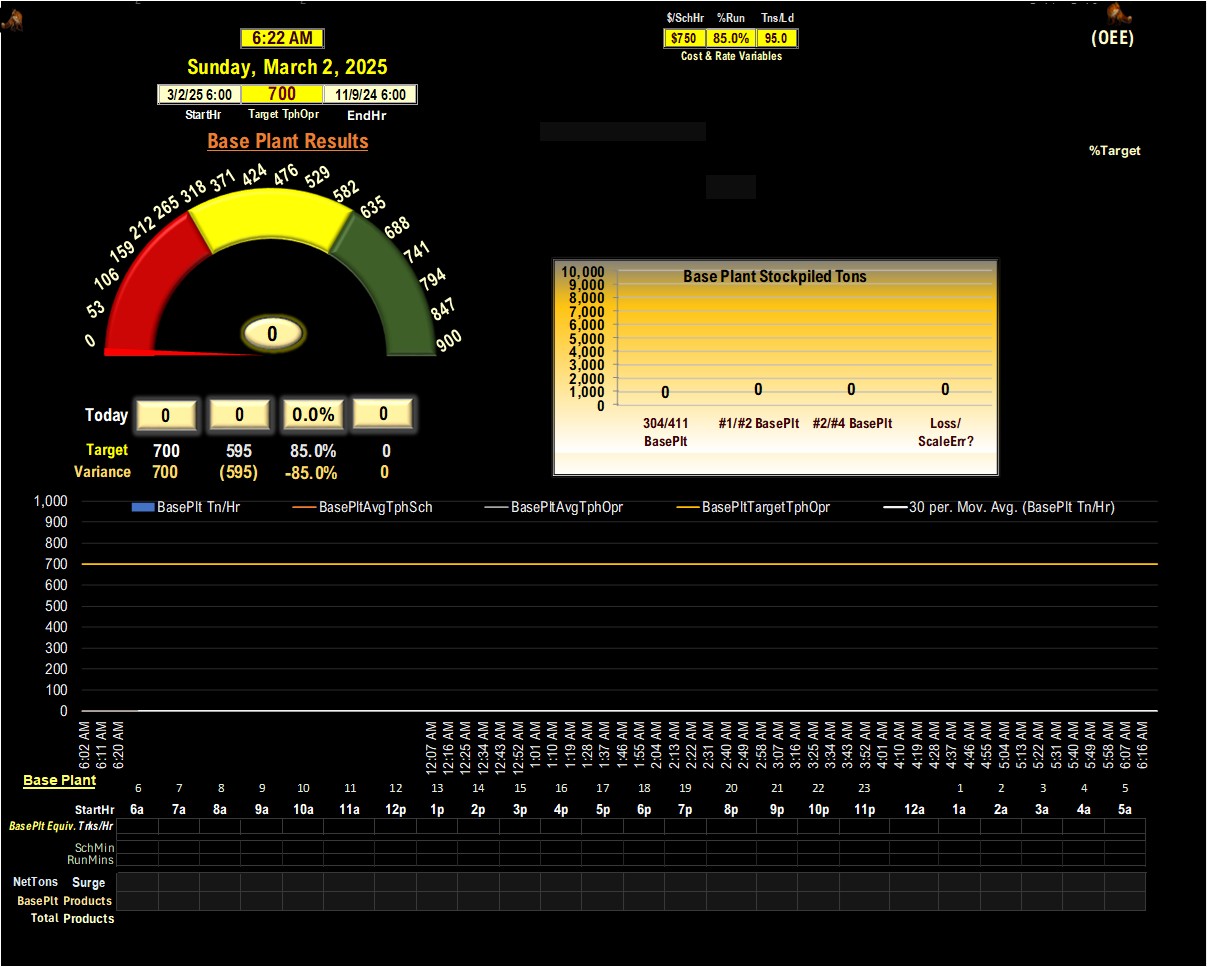 $/SchHr %Run Tns/Ld
6:22 AM $750 85.0% 95.0 (OEE)
Cost & Rate Variables
Sunday, March 2, 2025
3/2/25 6:00 700 11/9/24 6:00
StartHr Target TphOpr EndHr
Base Plant Results
%Target
0 53 106 159 212 265 318 371 424 476 529 582 635 688 741 794 847 900
0
Base Plant Stockpiled Tons
10,000
9,000
8,000
7,000
6,000
5,000
4,000
3,000
2,000
1,000
0
0 0 0 0
304/411 #1/#2 BasePlt #2/#4 BasePlt Loss/
BasePlt ScaleErr?
Today 0 0 0.0% 0
Target 700 595 85.0% 0
Variance 700 (595) -85.0% 0
BasePlt Tn/Hr BasePltAvgTphSch BasePltAvgTphOpr BasePltTargetTphOpr 30 per. Mov. Avg. (BasePlt Tn/Hr)
1,000
900
800
700
600
500
400
300
200
100
0
6:02 AM 6:11 AM 6:20 AM 12:07 AM 12:16 AM 12:25 AM 12:34 AM 12:43 AM 12:52 AM 1:01 AM 1:10 AM 1:19 AM 1:28 AM 1:37 AM 1:46 AM 1:55 AM 2:04 AM 2:13 AM 2:22 AM 2:31 AM 2:40 AM 2:49 AM 2:58 AM 3:07 AM 3:16 AM 3:25 AM 3:34 AM 3:43 AM 3:52 AM 4:01 AM 4:10 AM 4:19 AM 4:28 AM 4:37 AM 4:46 AM 4:55 AM 5:04 AM 5:13 AM 5:22 AM 5:31 AM 5:40 AM 5:49 AM 5:58 AM 6:07 AM 6:16 AM
Base Plant
6 7 8 9 10 11 12 13 14 15 16 17 18 19 20 21 22 23 1 2 3 4 5
StartHr 6a 7a 8a 9a 10a 11a 12p 1p 2p 3p 4p 5p 6p 7p 8p 9p 10p 11p 12a 1a 2a 3a 4a 5a
BasePlt Equiv. Trks/Hr
SchMin
RunMins
NetTons Surge
BasePlt Products
Total Products